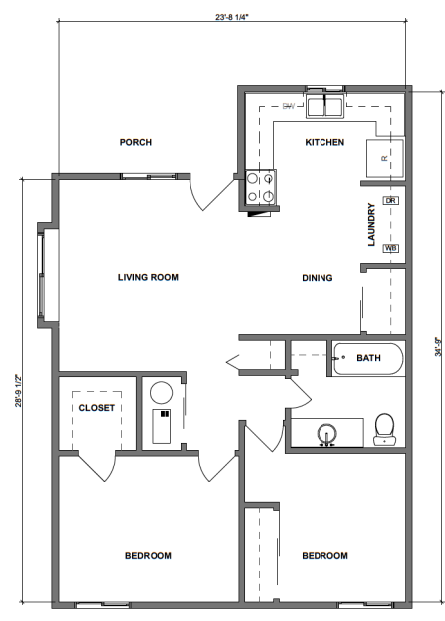 23'-8 1/4"
DW
PORCH
KITCHEN
R
DR
LAUNDRY
WB
LIVING ROOM
DINING
34'-9"
BATH
28'-9 1/2"
CLOSET
BEDROOM
BEDROOM